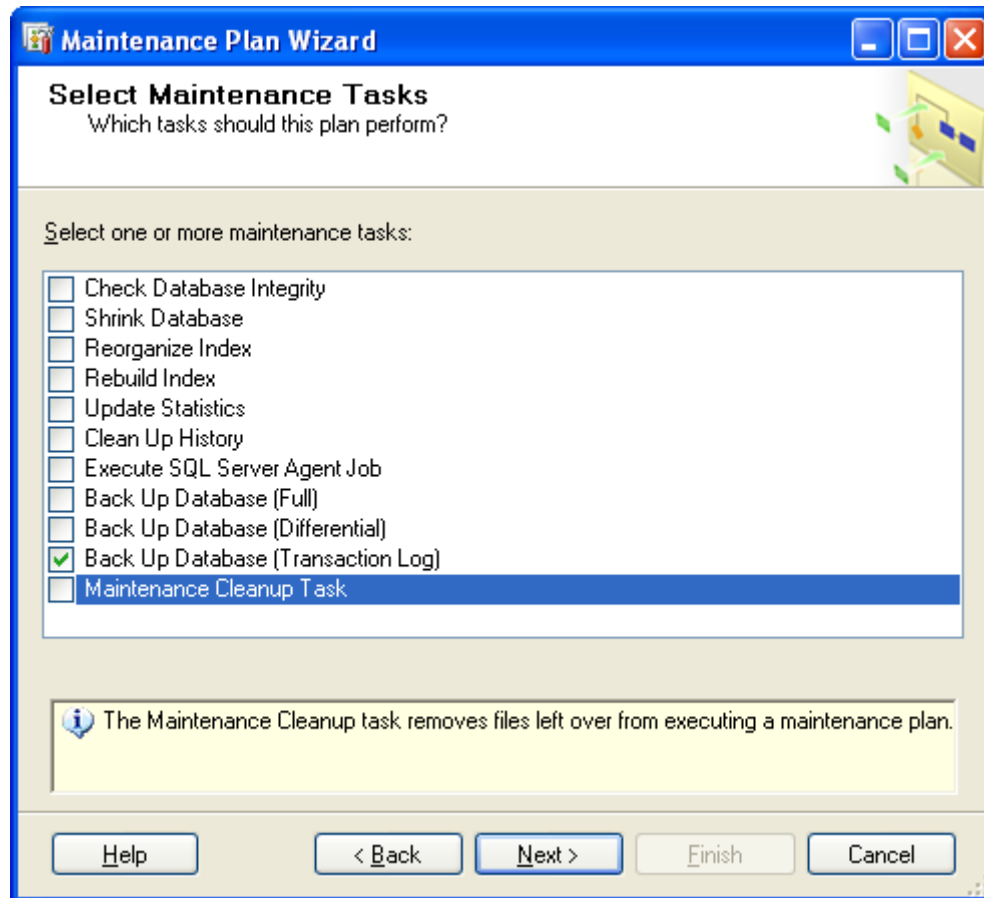 Maintenance Plan Wizard
Select Maintenance Tasks
Which tasks should this plan perform?
Select one or more maintenance tasks:
Check Database Integrity
Shrink Database
Reorganize Index
Rebuild Index
Update Statistics
Clean Up History
Execute SQL Server Agent Job
Back Up Database (Full)
Back Up Database (Differential)
Back Up Database (Transaction Log)
Maintenance Cleanup Task
The Maintenance Cleanup task removes files left over from executing a maintenance plan.
Help < Back Next > Finish Cancel